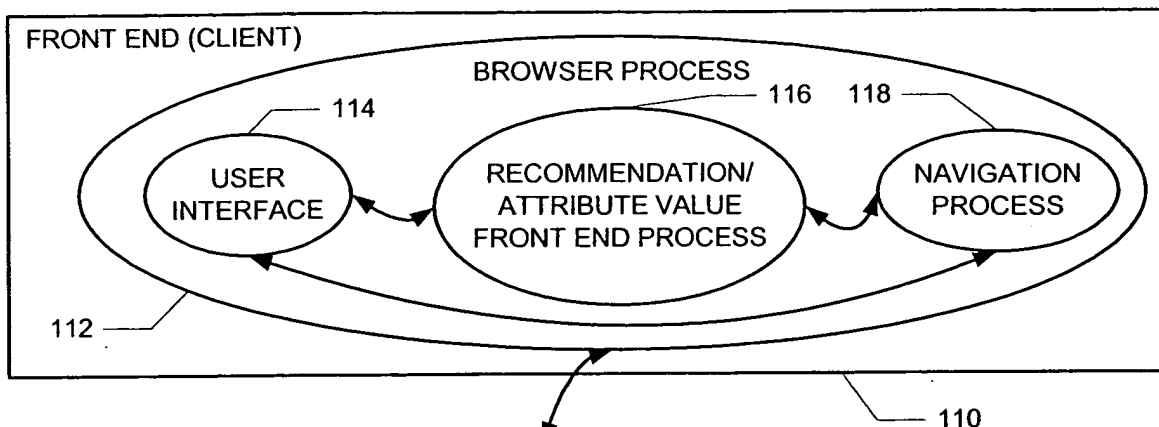 FRONT END (CLIENT)
BROWSER PROCESS
114
116
118
USER
INTERFACE
RECOMMENDATION/
ATTRIBUTE VALUE
FRONT END PROCESS
NAVIGATION
PROCESS
112
110